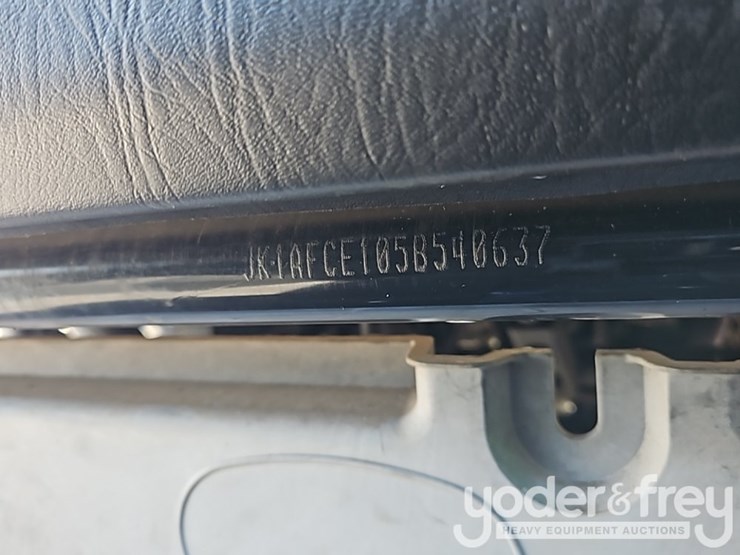 JK1AFCE105B540637
yoder&frey
HEAVY EQUIPMENT AUCTIONS